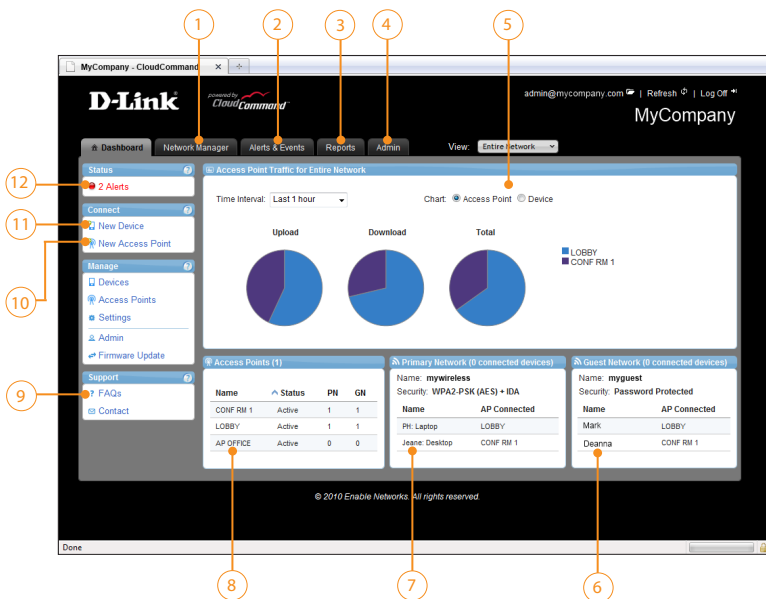 1 2 3 4 5
MyCompany - CloudCommand
D-Link
powered by
CloudCommand
admin@mycompany.com | Refresh | Log Off
MyCompany
Dashboard Network Manager Alerts & Events Reports Admin View: Entire Network
Status ?
12
2 Alerts
Connect ?
11
New Device
10
New Access Point
Manage ?
Devices
Access Points
Settings
Admin
Firmware Update
Support ?
9
? FAQs
Contact
Access Point Traffic for Entire Network
Time Interval: Last 1 hour Chart: Access Point Device
Upload Download Total
LOBBY
CONF RM 1
Access Points (1)
Name Status PN GN
CONF RM 1 Active 1 1
LOBBY Active 1 1
AP OFFICE Active 0 0
Primary Network (0 connected devices)
Name: mywireless
Security: WPA2-PSK (AES) + IDA
Name AP Connected
PH: Laptop LOBBY
Jeane: Desktop CONF RM 1
Guest Network (0 connected devices)
Name: myguest
Security: Password Protected
Name AP Connected
Mark LOBBY
Deanna CONF RM 1
© 2010 Enable Networks. All rights reserved.
Done
8 7 6